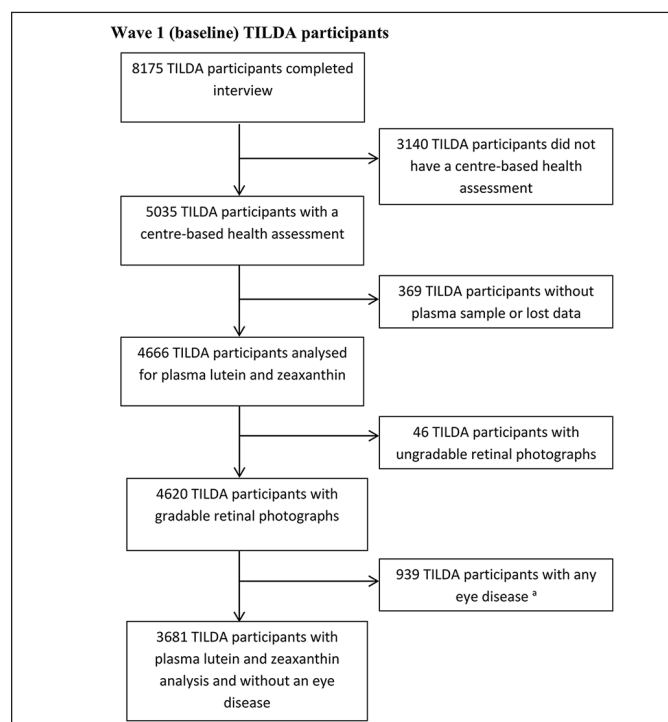 Wave 1 (baseline) TILDA participants
8175 TILDA participants completed
interview
3140 TILDA participants did not
have a centre-based health
assessment
5035 TILDA participants with a
centre-based health assessment
369 TILDA participants without
plasma sample or lost data
4666 TILDA participants analysed
for plasma lutein and zeaxanthin
46 TILDA participants with
ungradable retinal photographs
4620 TILDA participants with
gradable retinal photographs
939 TILDA participants with any
eye disease ᵃ
3681 TILDA participants with
plasma lutein and zeaxanthin
analysis and without an eye
disease